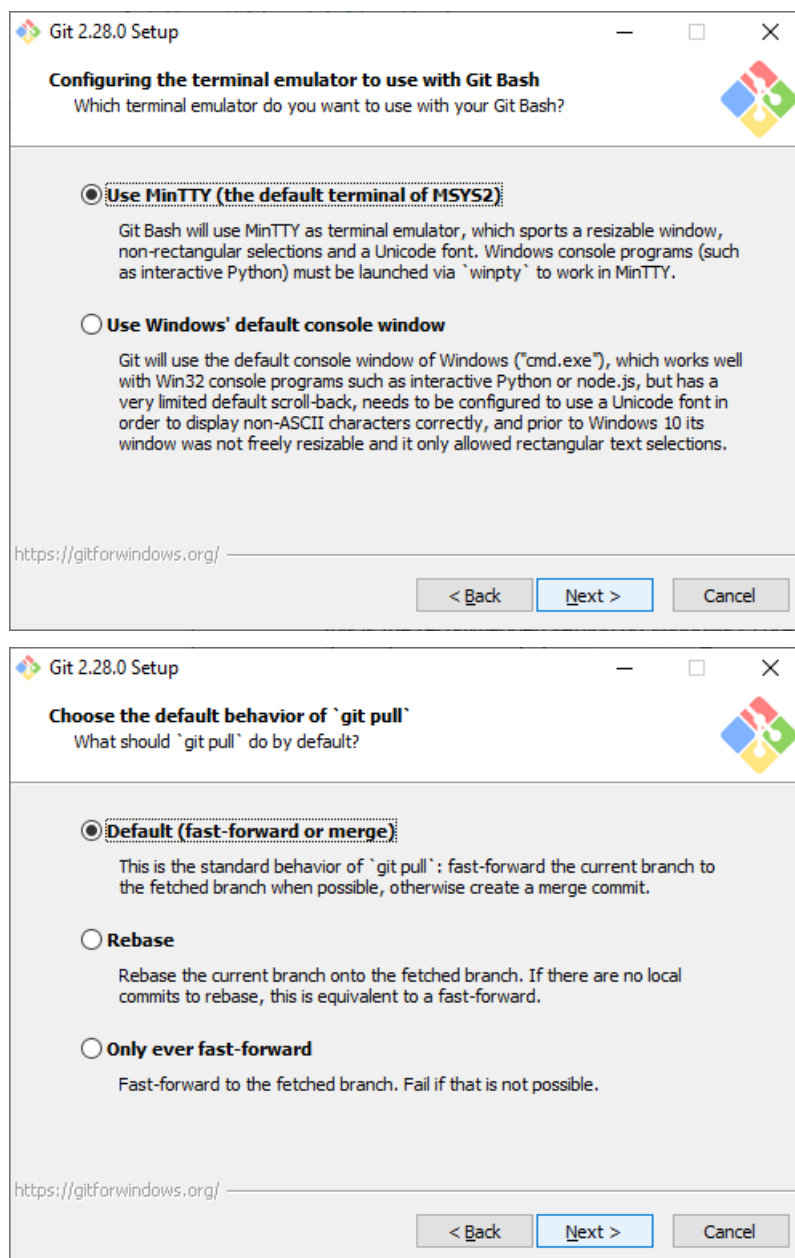 Git 2.28.0 Setup
Configuring the terminal emulator to use with Git Bash
Which terminal emulator do you want to use with your Git Bash?
Use MinTTY (the default terminal of MSYS2)
Git Bash will use MinTTY as terminal emulator, which sports a resizable window,
non-rectangular selections and a Unicode font. Windows console programs (such
as interactive Python) must be launched via `winpty` to work in MinTTY.
Use Windows' default console window
Git will use the default console window of Windows ("cmd.exe"), which works well
with Win32 console programs such as interactive Python or node.js, but has a
very limited default scroll-back, needs to be configured to use a Unicode font in
order to display non-ASCII characters correctly, and prior to Windows 10 its
window was not freely resizable and it only allowed rectangular text selections.
https://gitforwindows.org/
< Back Next > Cancel
Git 2.28.0 Setup
Choose the default behavior of `git pull`
What should `git pull` do by default?
Default (fast-forward or merge)
This is the standard behavior of `git pull`: fast-forward the current branch to
the fetched branch when possible, otherwise create a merge commit.
Rebase
Rebase the current branch onto the fetched branch. If there are no local
commits to rebase, this is equivalent to a fast-forward.
Only ever fast-forward
Fast-forward to the fetched branch. Fail if that is not possible.
https://gitforwindows.org/
< Back Next > Cancel